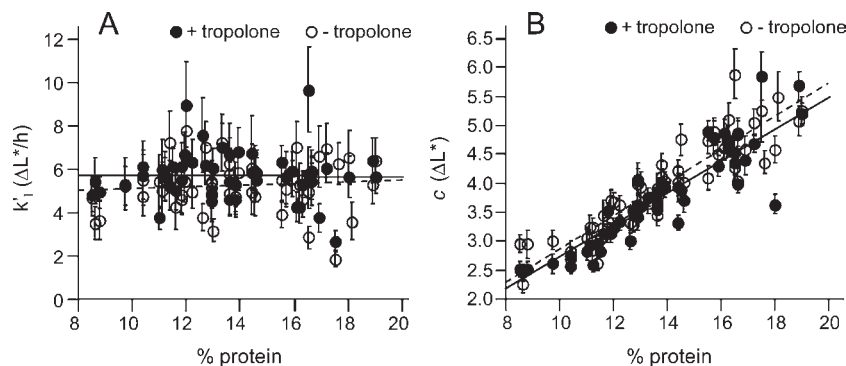 A
● + tropolone ○ - tropolone
12
10
8
6
4
2
0
k'ₗ (ΔL*/h)
8 10 12 14 16 18 20
% protein
B
● + tropolone ○ - tropolone
6.5
6.0
5.5
5.0
4.5
4.0
3.5
3.0
2.5
2.0
c (ΔL*)
8 10 12 14 16 18 20
% protein